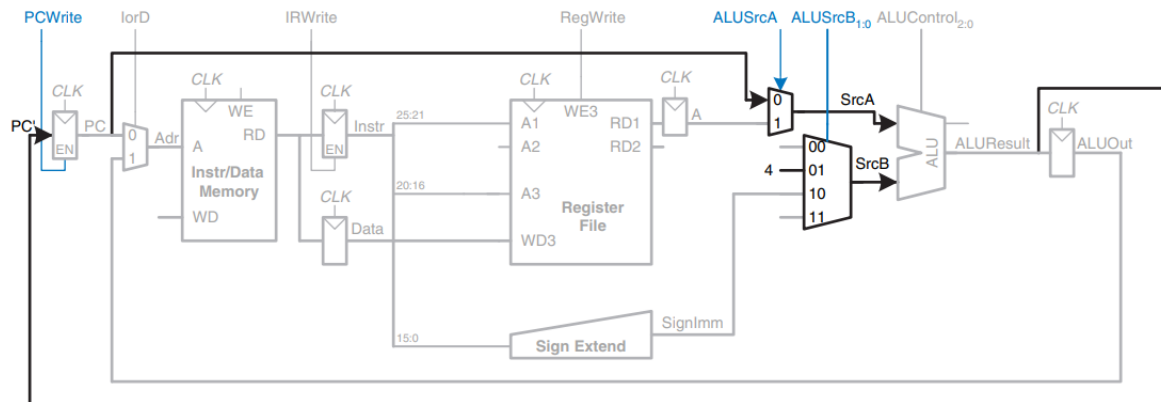 PCWrite IorD IRWrite RegWrite ALUSrcA ALUSrcB1:0 ALUControl2:0
CLK CLK CLK CLK CLK CLK
PC' PC EN
0 1 Adr
WE
A RD
Instr/Data
Memory
WD
EN
Instr
CLK
Data
25:21
20:16
15:0
WE3
A1 RD1
A2 RD2
A3
Register
File
WD3
A
0
1
SrcA
00
4 01
10
11
SrcB
ALU
ALUResult
ALUOut
SignImm
Sign Extend